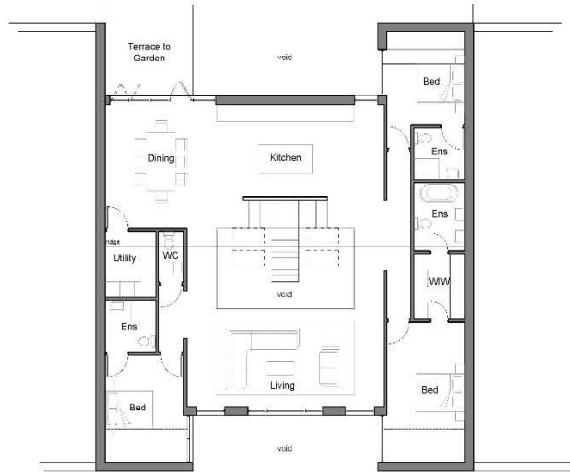 Terrace to
Garden
void
Bed
Ens
Dining
Kitchen
Ens
Utility
WC
WIW
void
Ens
Living
Bed
Bed
void